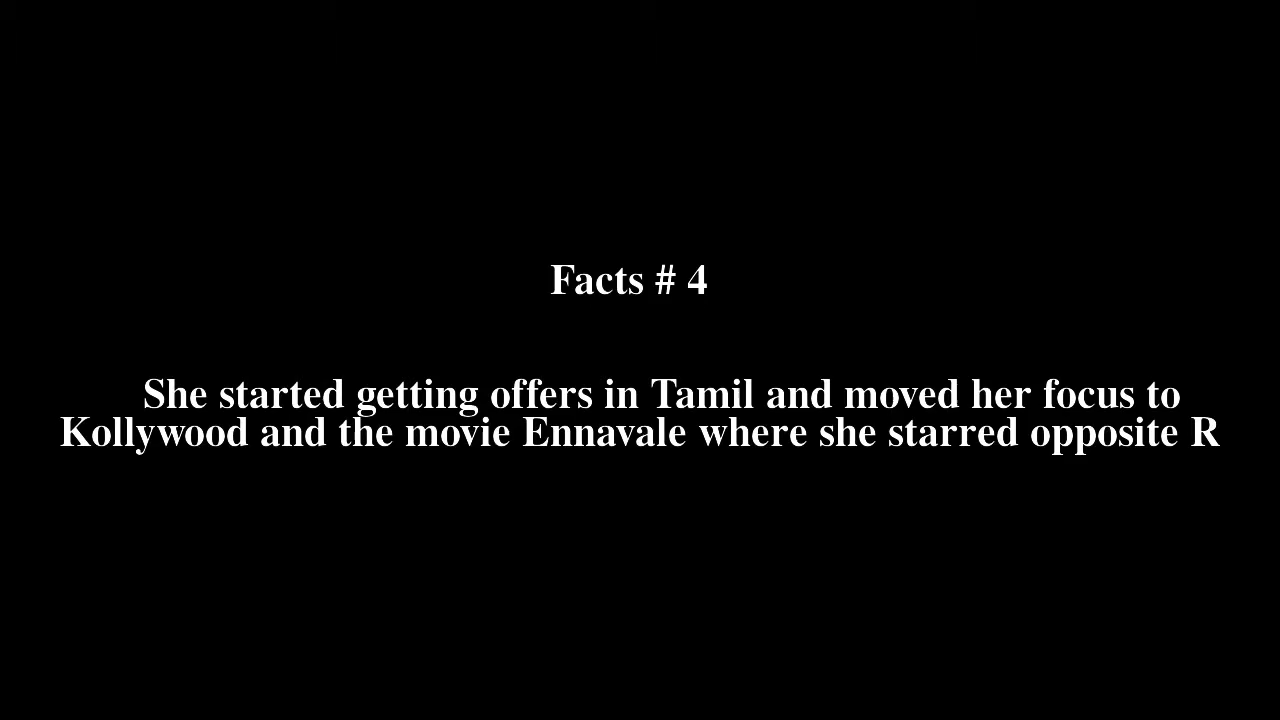 Facts # 4
She started getting offers in Tamil and moved her focus to
Kollywood and the movie Ennavale where she starred opposite R